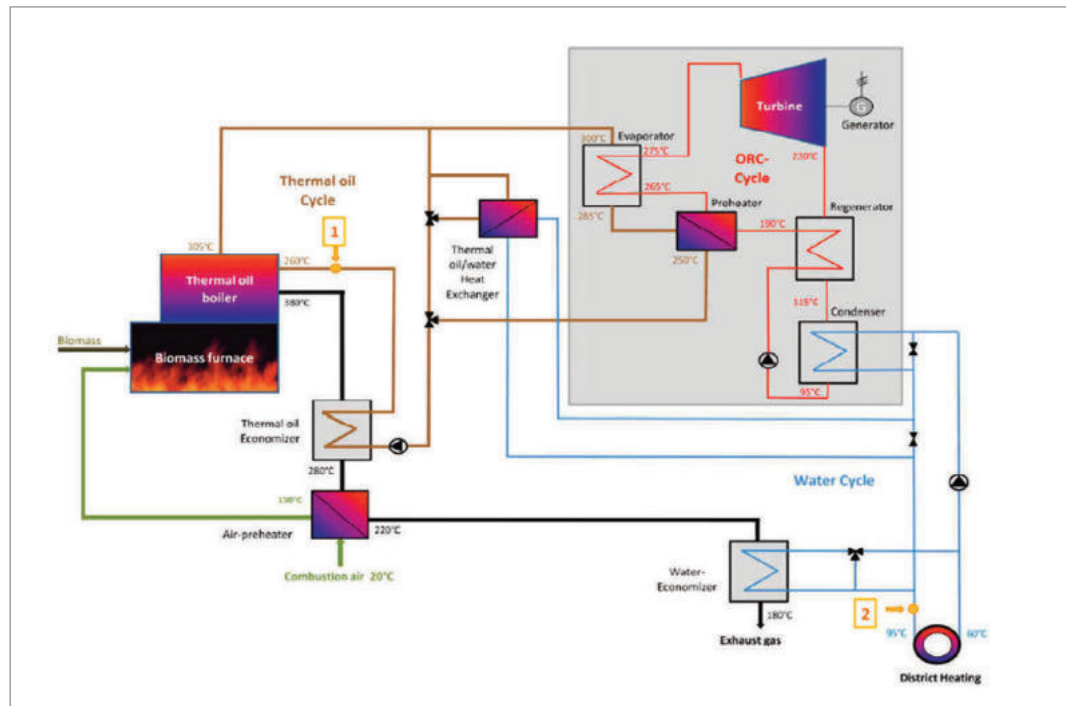 Turbine
G
Generator
Evaporator
300°C
275°C
ORC-
Cycle
230°C
265°C
Preheater
Regenerator
285°C
190°C
250°C
Thermal oil
Cycle
1
305°C
260°C
Thermal oil
boiler
380°C
Thermal
oil/water
Heat
Exchanger
Condenser
Biomass
Biomass furnace
95°C
Thermal oil
Economizer
280°C
Water Cycle
220°C
Air-preheater
Combustion air 20°C
Water-
Economizer
180°C
Exhaust gas
2
95°C
60°C
District Heating